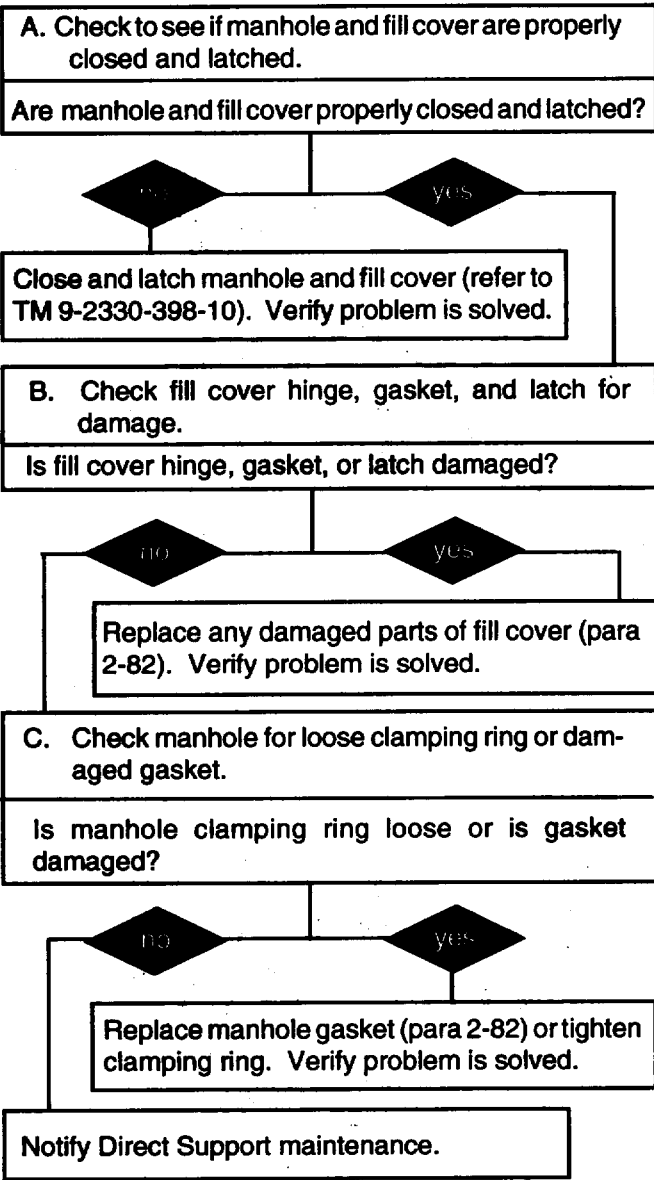 A. Check to see if manhole and fill cover are properly
closed and latched.
Are manhole and fill cover properly closed and latched?
no
yes
Close and latch manhole and fill cover (refer to
TM 9-2330-398-10). Verify problem is solved.
B. Check fill cover hinge, gasket, and latch for
damage.
Is fill cover hinge, gasket, or latch damaged?
no
yes
Replace any damaged parts of fill cover (para
2-82). Verify problem is solved.
C. Check manhole for loose clamping ring or dam-
aged gasket.
Is manhole clamping ring loose or is gasket
damaged?
no
yes
Replace manhole gasket (para 2-82) or tighten
clamping ring. Verify problem is solved.
Notify Direct Support maintenance.